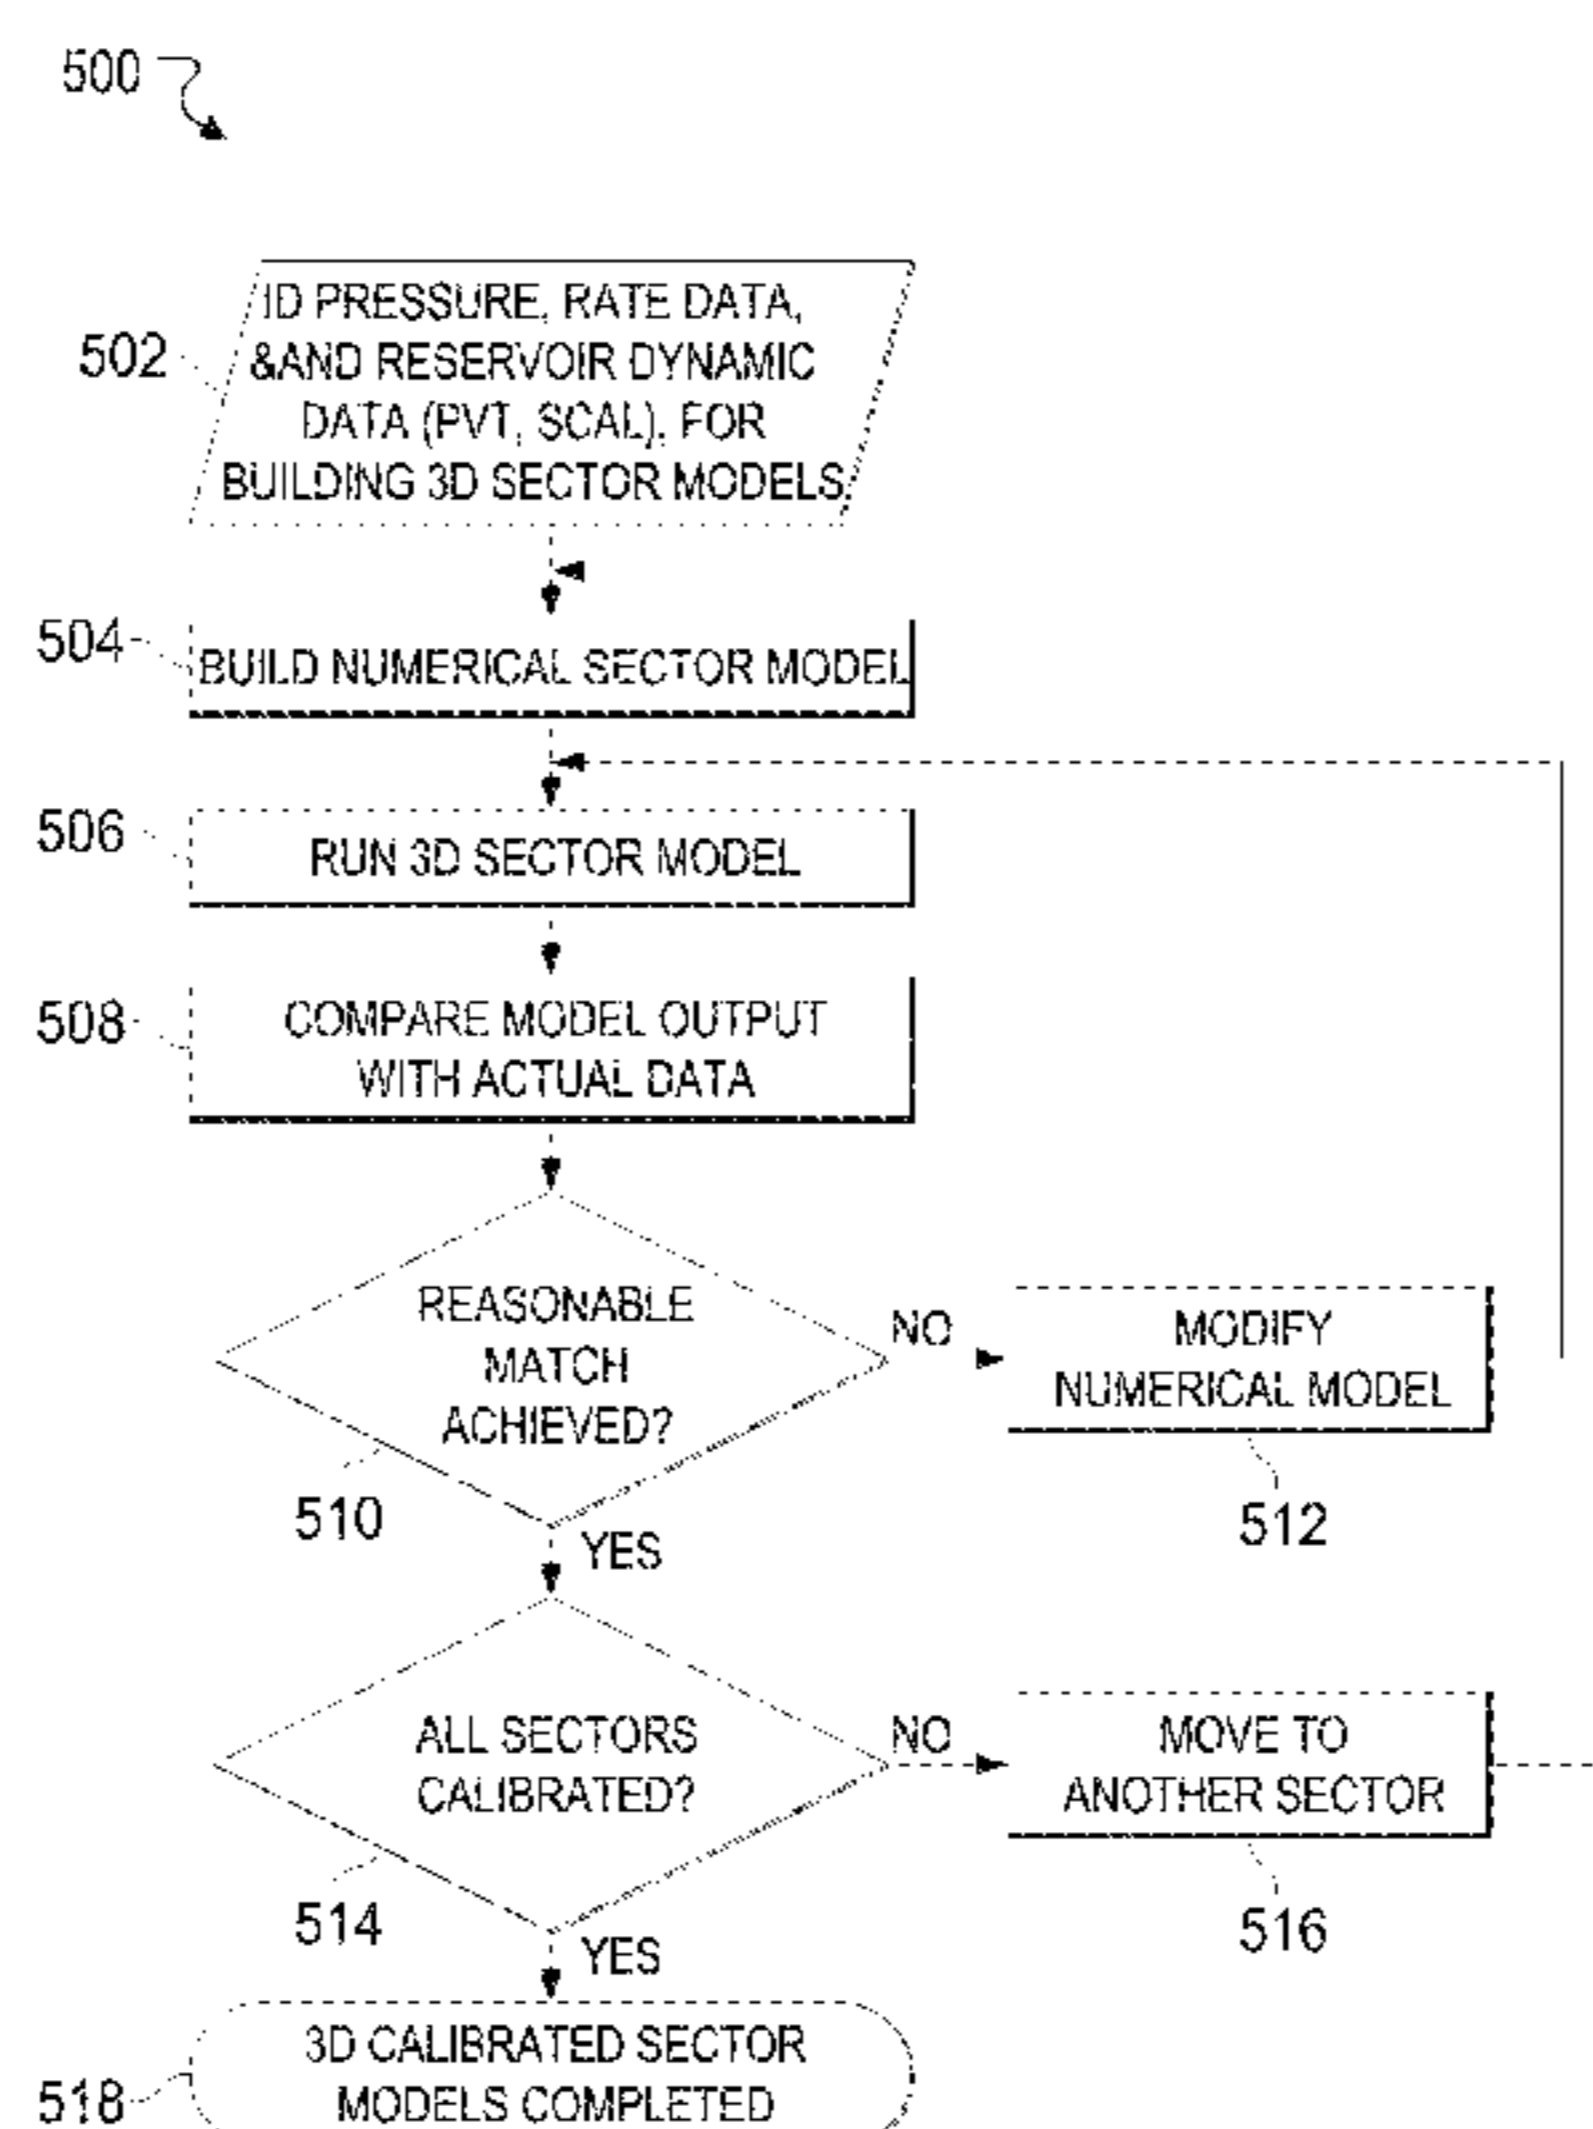 500
502
ID PRESSURE, RATE DATA,
&AND RESERVOIR DYNAMIC
DATA (PVT, SCAL), FOR
BUILDING 3D SECTOR MODELS
504
BUILD NUMERICAL SECTOR MODEL
506
RUN 3D SECTOR MODEL
508
COMPARE MODEL OUTPUT
WITH ACTUAL DATA
REASONABLE
MATCH
ACHIEVED?
510
NO
MODIFY
NUMERICAL MODEL
512
YES
ALL SECTORS
CALIBRATED?
514
NO
MOVE TO
ANOTHER SECTOR
516
YES
518
3D CALIBRATED SECTOR
MODELS COMPLETED